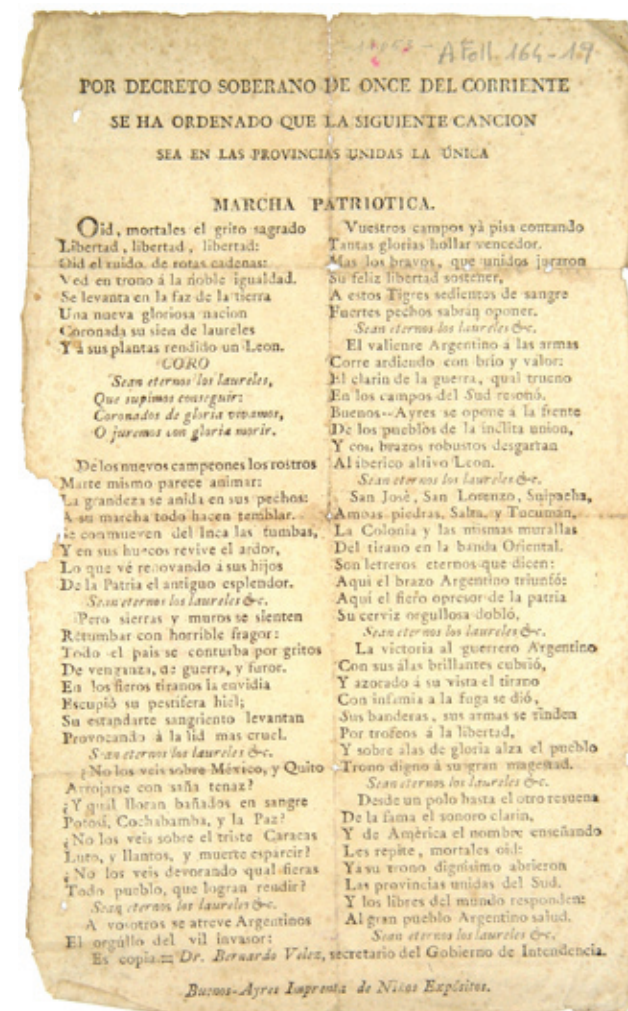 A Foll. 164-19
POR DECRETO SOBERANO DE ONCE DEL CORRIENTE
SE HA ORDENADO QUE LA SIGUIENTE CANCION
SEA EN LAS PROVINCIAS UNIDAS LA ÚNICA
MARCHA PATRIOTICA.
Oid, mortales el grito sagrado
Libertad, libertad, libertad:
Oid el ruido de rotas cadenas:
Ved en trono á la noble igualdad.
Se levanta en la faz de la tierra
Una nueva gloriosa nacion
Coronada su sien de laureles
Y á sus plantas rendido un Leon.
CORO
Sean eternos los laureles,
Que supimos conseguir:
Coronados de gloria vivamos,
O juremos con gloria morir.
De los nuevos campeones los rostros
Marte mismo parece animar:
La grandeza se anida en sus pechos:
A su marcha todo hacen temblar.
Se conmueven del Inca las tumbas,
Y en sus huecos revive el ardor,
Lo que vé renovando á sus hijos
De la Patria el antiguo esplendor.
Sean eternos los laureles &c.
Pero sierras y muros se sienten
Retumbar con horrible fragor:
Todo el pais se conturba por gritos
De venganza, de guerra, y furor.
En los fieros tiranos la envidia
Escupió su pestifera hiel;
Su estandarte sangriento levantan
Provocando á la lid mas cruel.
Sean eternos los laureles &c.
¿No los veis sobre México, y Quito
Arrojarse con saña tenaz?
¿Y qual lloran bañados en sangre
Potosí, Cochabamba, y la Paz?
¿No los veis sobre el triste Caracas
Luto, y llantos, y muerte esparcir?
¿No los veis devorando qual fieras
Todo pueblo, que logran rendir?
Sean eternos los laureles &c.
A vosotros se atreve Argentinos
El orgúllo del vil invasor:
Vuestros campos yà pisa contando
Tantas glorias hollar vencedor.
Mas los bravos, que unidos juraron
Su feliz libertad sostener,
A estos Tigres sedientos de sangre
Fuertes pechos sabrán oponer.
Sean eternos los laureles &c.
El valiente Argentino á las armas
Corre ardiendo con brio y valor:
El clarin de la guerra, qual trueno
En los campos del Sud resonó.
Buenos--Ayres se opone á la frente
De los pueblos de la inclita union,
Y con brazos robustos desgarran
Al iberico altivo Leon.
Sean eternos los laureles &c.
San José, San Lorenzo, Suipacha,
Ambas piedras, Salta, y Tucumán,
La Colonia y las mismas murallas
Del tirano en la banda Oriental.
Son letreros eternos que dicen:
Aqui el brazo Argentino triunfó:
Aqui el fiero opresor de la patria
Su cerviz orgullosa dobló,
Sean eternos los laureles &c.
La victoria al guerrero Argentino
Con sus álas brillantes cubrió,
Y azorado á su vista el tirano
Con infamia a la fuga se dió,
Sus banderas, sus armas se rinden
Por trofeos á la libertad,
Y sobre alas de gloria alza el pueblo
Trono digno á su gran magestad.
Sean eternos los laureles &c.
Desde un polo hasta el otro resuena
De la fama el sonoro clarin,
Y de América el nombre enseñando
Les repite, mortales oid:
Ya su trono dignísimo abrieron
Las provincias unidas del Sud.
Y los libres del mundo responden:
Al gran pueblo Argentino salud.
Sean eternos los laureles &c.
Es copia = Dr. Bernardo Velez, secretario del Gobierno de Intendencia.
Buenos-Ayres Imprenta de Niños Expósitos.